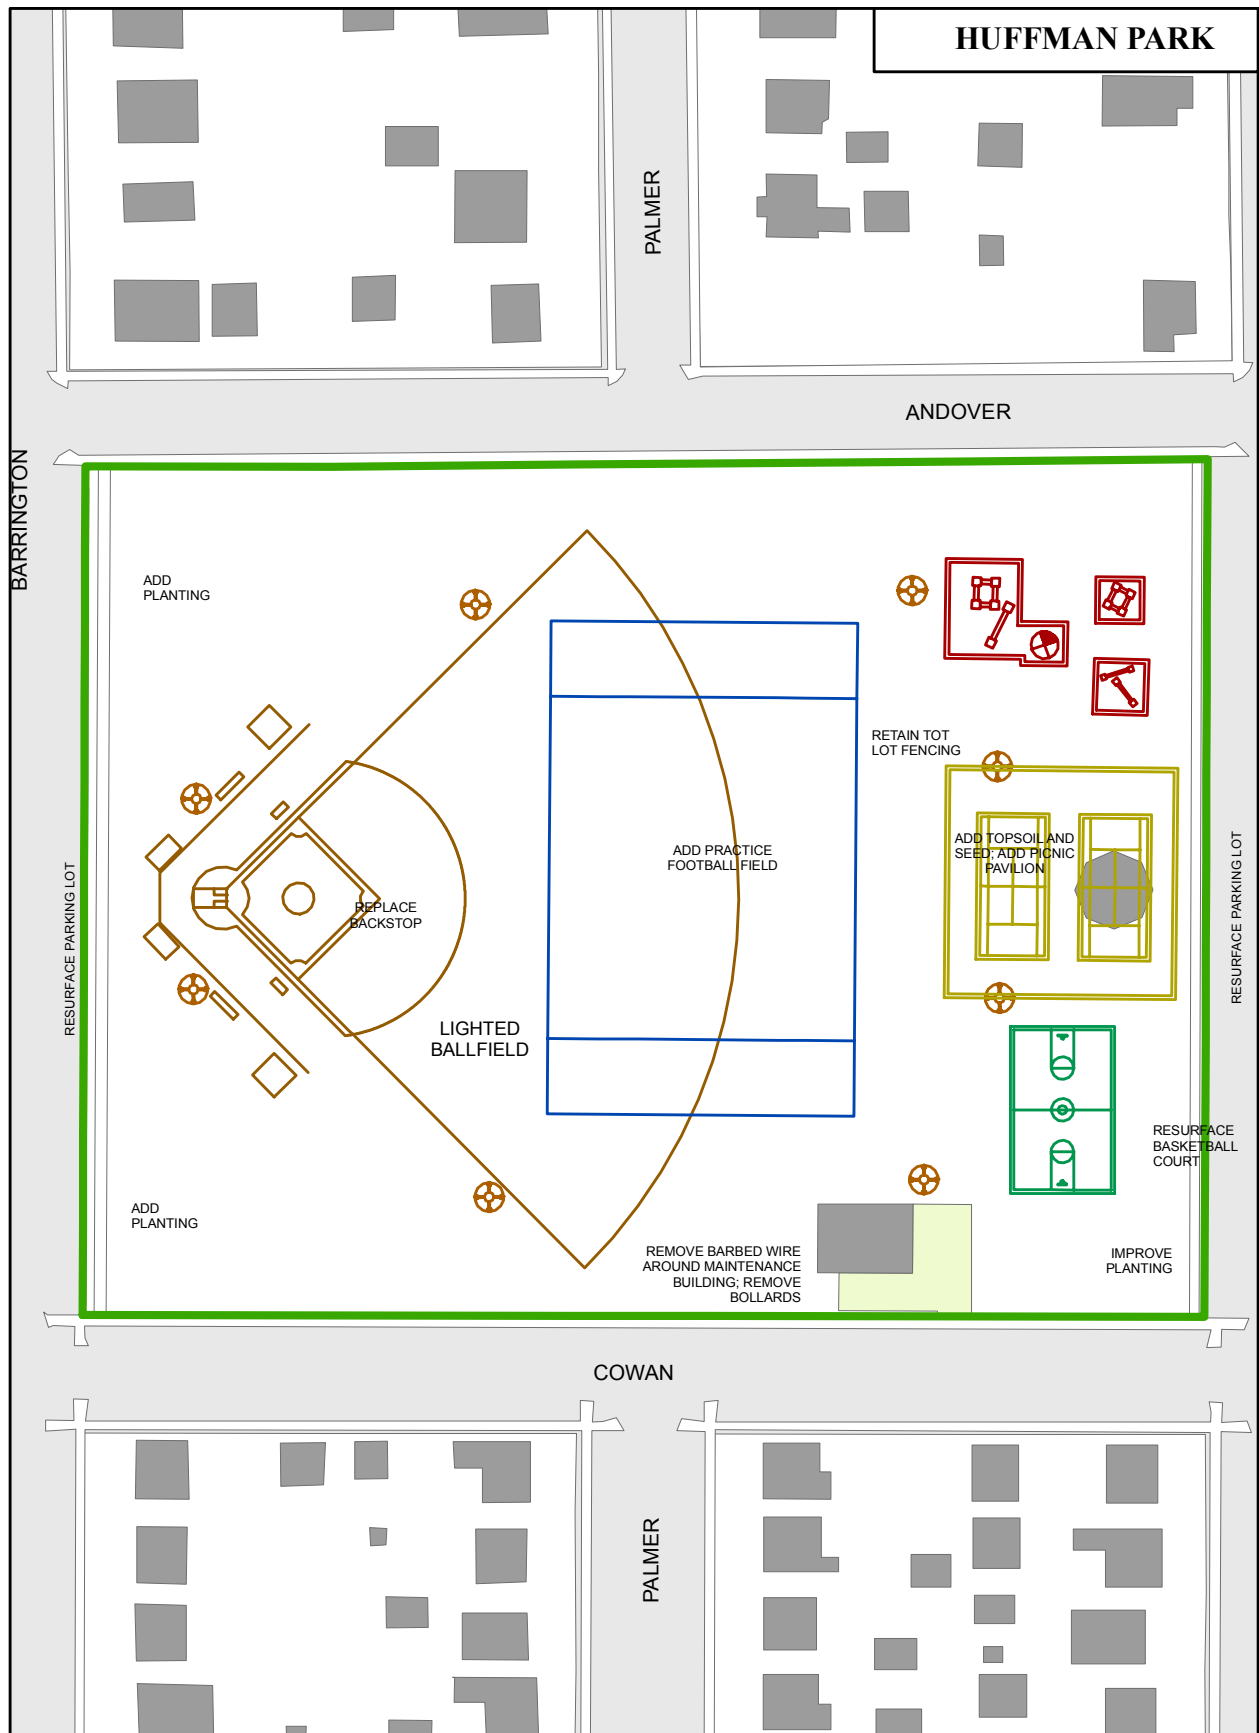 HUFFMAN PARK
PALMER
ANDOVER
BARRINGTON
ADD
PLANTING
RETAIN TOT
LOT FENCING
ADD TOPSOIL AND
SEED; ADD PICNIC
PAVILION
ADD PRACTICE
FOOTBALL FIELD
REPLACE
BACKSTOP
RESURFACE PARKING LOT
RESURFACE PARKING LOT
LIGHTED
BALLFIELD
RESURFACE
BASKETBALL
COURT
ADD
PLANTING
REMOVE BARBED WIRE
AROUND MAINTENANCE
BUILDING; REMOVE
BOLLARDS
IMPROVE
PLANTING
COWAN
PALMER